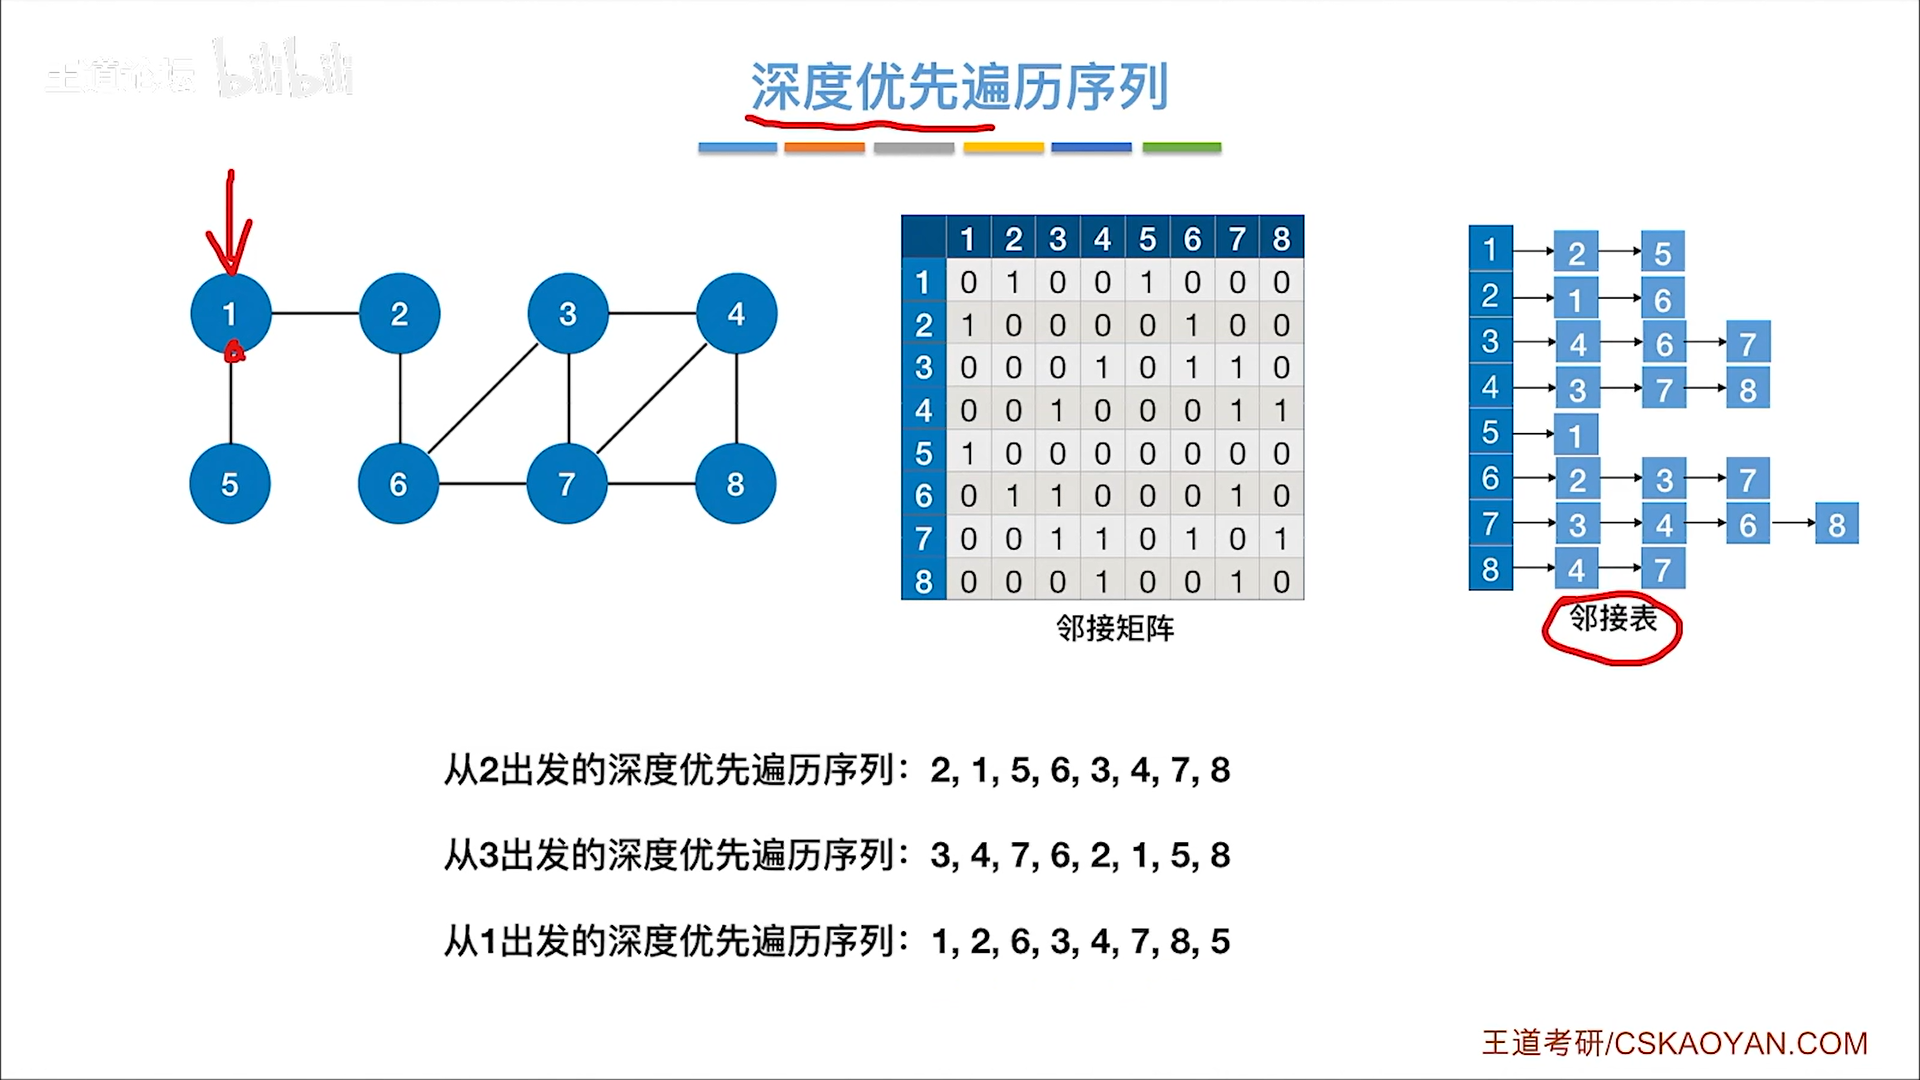 王道论坛 bilibili
深度优先遍历序列
1 2 3 4
5 6 7 8
1 2 3 4 5 6 7 8
1 0 1 0 0 1 0 0 0
2 1 0 0 0 0 1 0 0
3 0 0 0 1 0 1 1 0
4 0 0 1 0 0 0 1 1
5 1 0 0 0 0 0 0 0
6 0 1 1 0 0 0 1 0
7 0 0 1 1 0 1 0 1
8 0 0 0 1 0 0 1 0
邻接矩阵
1 2 5
2 1 6
3 4 6 7
4 3 7 8
5 1
6 2 3 7
7 3 4 6 8
8 4 7
邻接表
从2出发的深度优先遍历序列：2, 1, 5, 6, 3, 4, 7, 8
从3出发的深度优先遍历序列：3, 4, 7, 6, 2, 1, 5, 8
从1出发的深度优先遍历序列：1, 2, 6, 3, 4, 7, 8, 5
王道考研/CSKAOYAN.COM